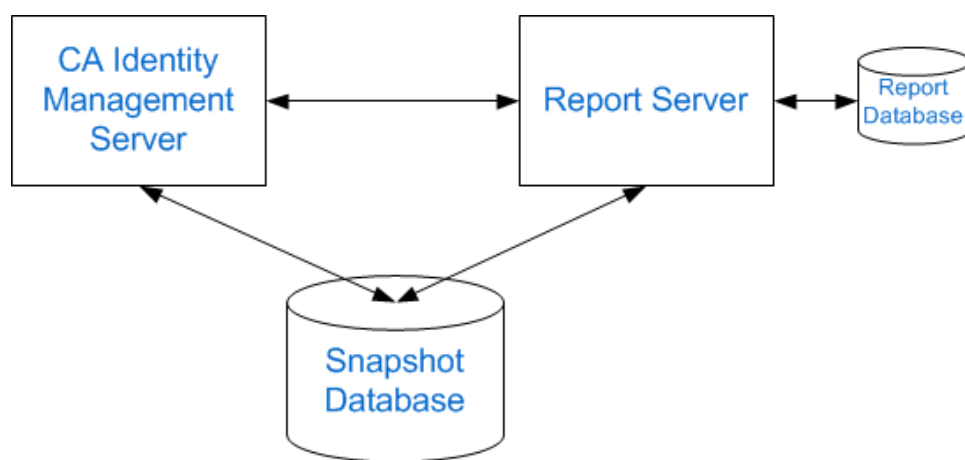 CA Identity
Management
Server
Report Server
Report
Database
Snapshot
Database